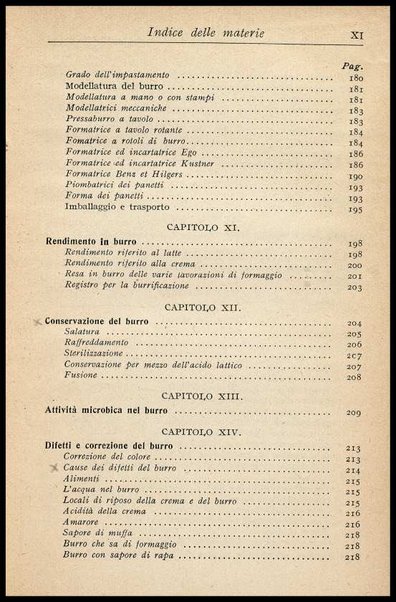 Indice delle materie XI
Pag.
Grado dell'impastamento 180
Modellatura del burro 181
Modellatura a mano o con stampi 181
Modellatrici meccaniche 183
Pressaburro a tavolo 183
Formatrice a tavolo rotante 184
Fomatrice a rotoli di burro 184
Formatrice ed incartatrice Ego 186
Formatrice ed incartatrice Kustner 186
Formatrice Benz et Hilgers 190
Piombatrici dei panetti 193
Forma dei panetti 193
Imballaggio e trasporto 195
CAPITOLO XI.
Rendimento in burro 198
Rendimento riferito al latte 198
Rendimento riferito alla crema 200
Resa in burro delle varie lavorazioni di formaggio 201
Registro per la burrificazione 203
CAPITOLO XII.
Conservazione del burro 204
Salatura 205
Raffreddamento 206
Sterilizzazione 207
Conservazione per mezzo dell'acido lattico 207
Fusione 208
CAPITOLO XIII.
Attività microbica nel burro 209
CAPITOLO XIV.
Difetti e correzione del burro 213
Correzione del colore 213
Cause dei difetti del burro 214
Alimenti 215
L'acqua nel burro 215
Locali di riposo della crema e del burro 215
Acidità della crema 216
Amarore 216
Sapore di muffa 218
Burro che sa di formaggio 218
Burro con sapore di rapa 218